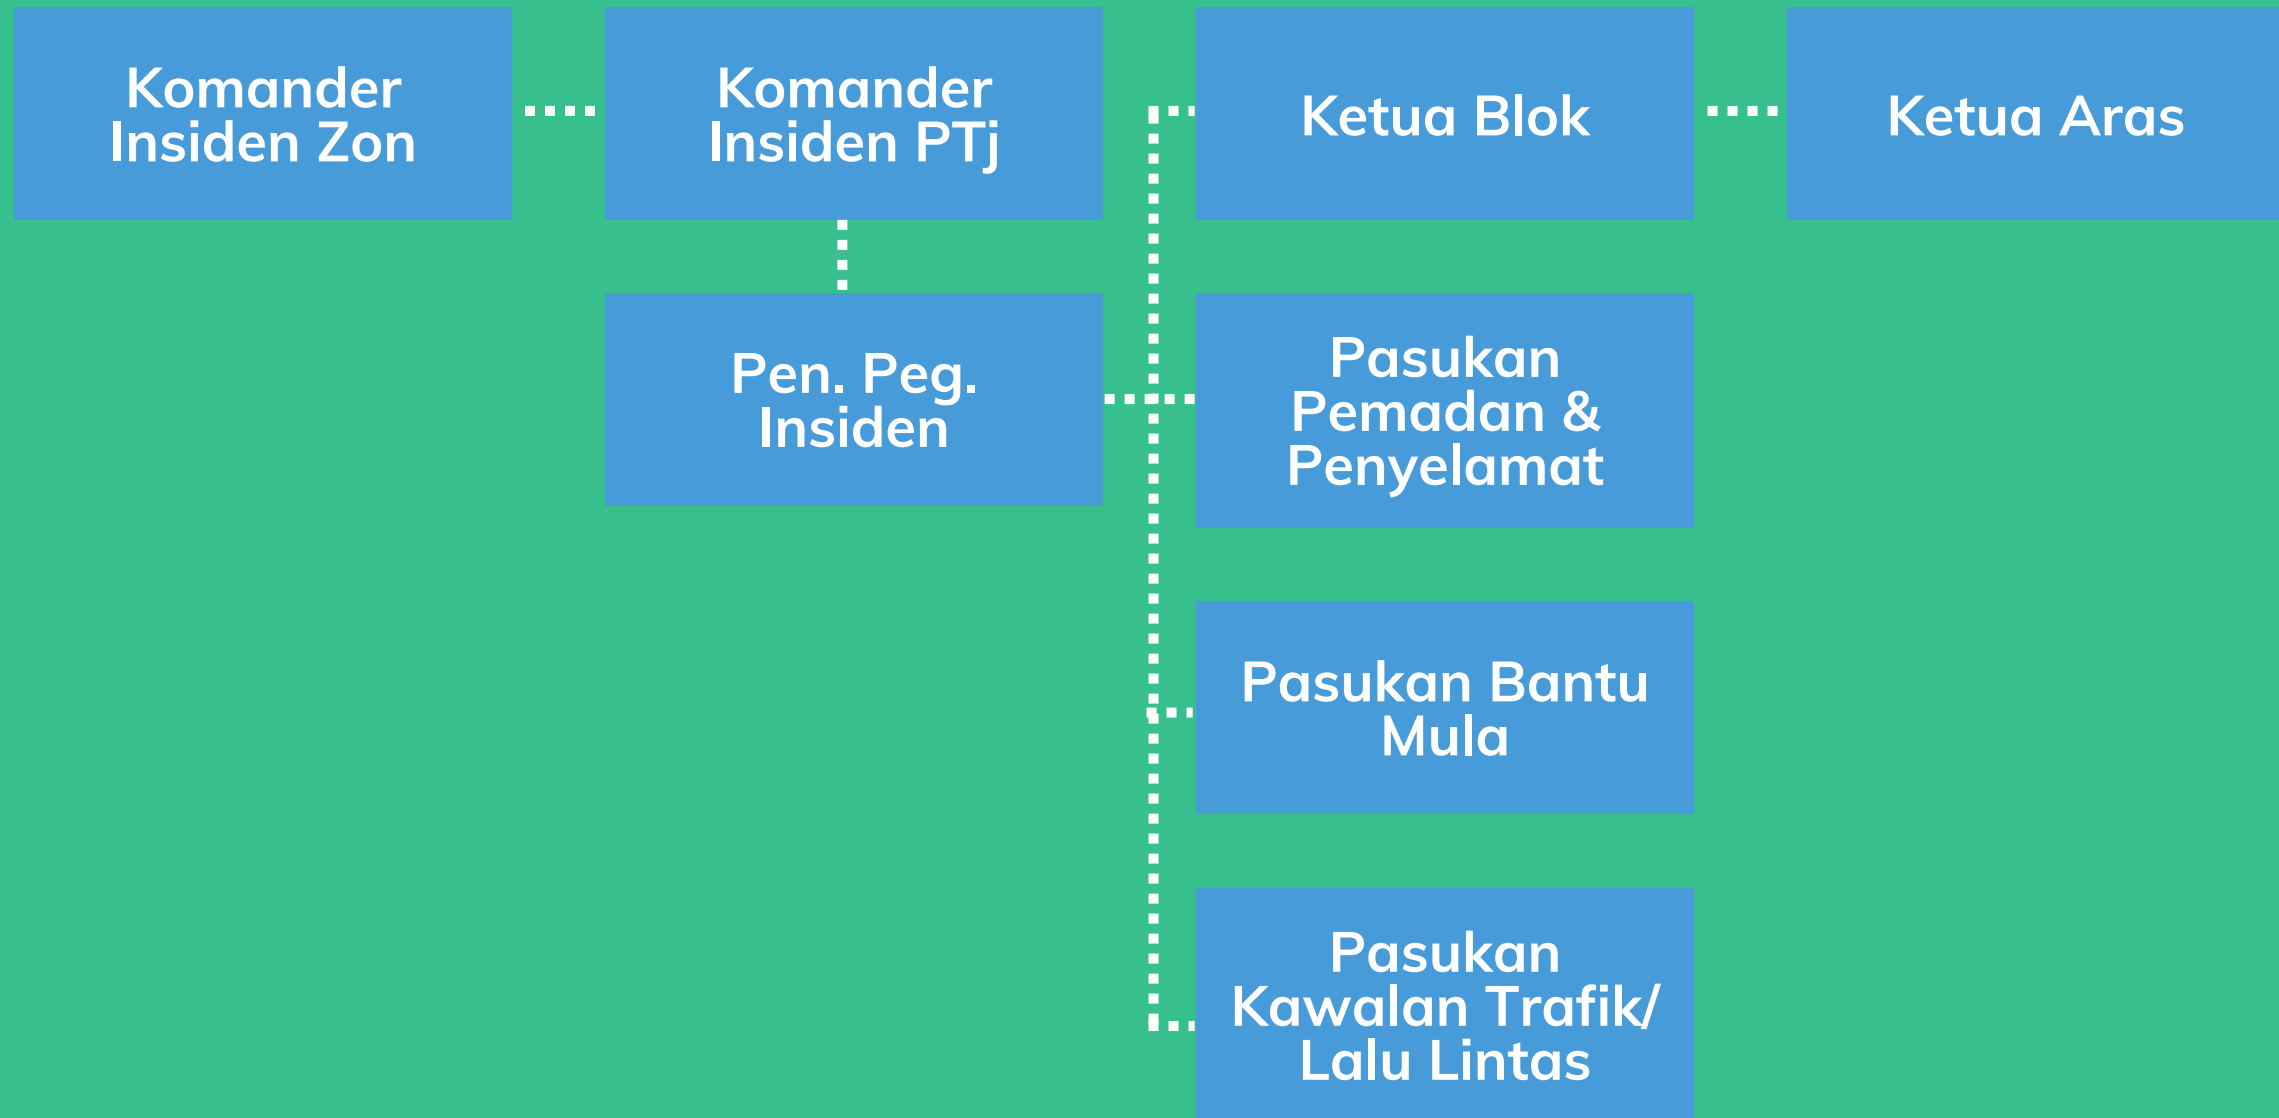 Komander
Insiden Zon
Komander
Insiden PTj
Ketua Blok
Ketua Aras
Pen. Peg.
Insiden
Pasukan
Pemadan &
Penyelamat
Pasukan Bantu
Mula
Pasukan
Kawalan Trafik/
Lalu Lintas